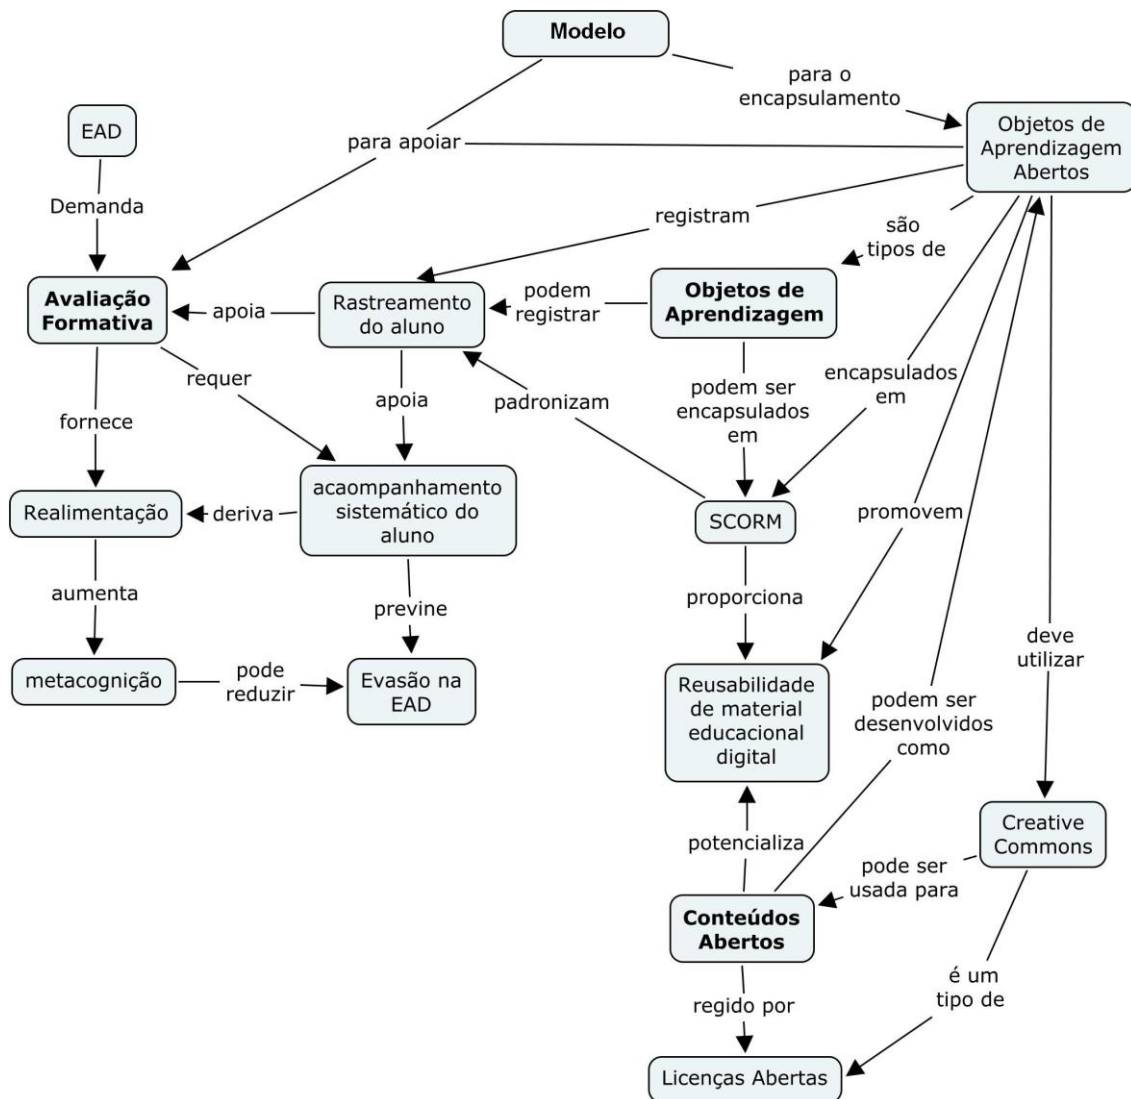 Modelo
para o
encapsulamento
EAD
Objetos de
Aprendizagem
Abertos
para apoiar
Demanda
registram
são
tipos de
Avaliação
Formativa
apoia
Rastreamento
do aluno
podem
registrar
Objetos de
Aprendizagem
requer
apoia
padronizam
podem ser
encapsulados
em
encapsulados
em
fornece
Realimentação
deriva
acaompanhamento
sistemático do
aluno
SCORM
promovem
aumenta
previne
proporciona
deve
utilizar
metacognição
pode
reduzir
Evasão na
EAD
Reusabilidade
de material
educacional
digital
podem ser
desenvolvidos
como
potencializa
Creative
Commons
pode ser
usada para
Conteúdos
Abertos
regido por
é um
tipo de
Licenças Abertas